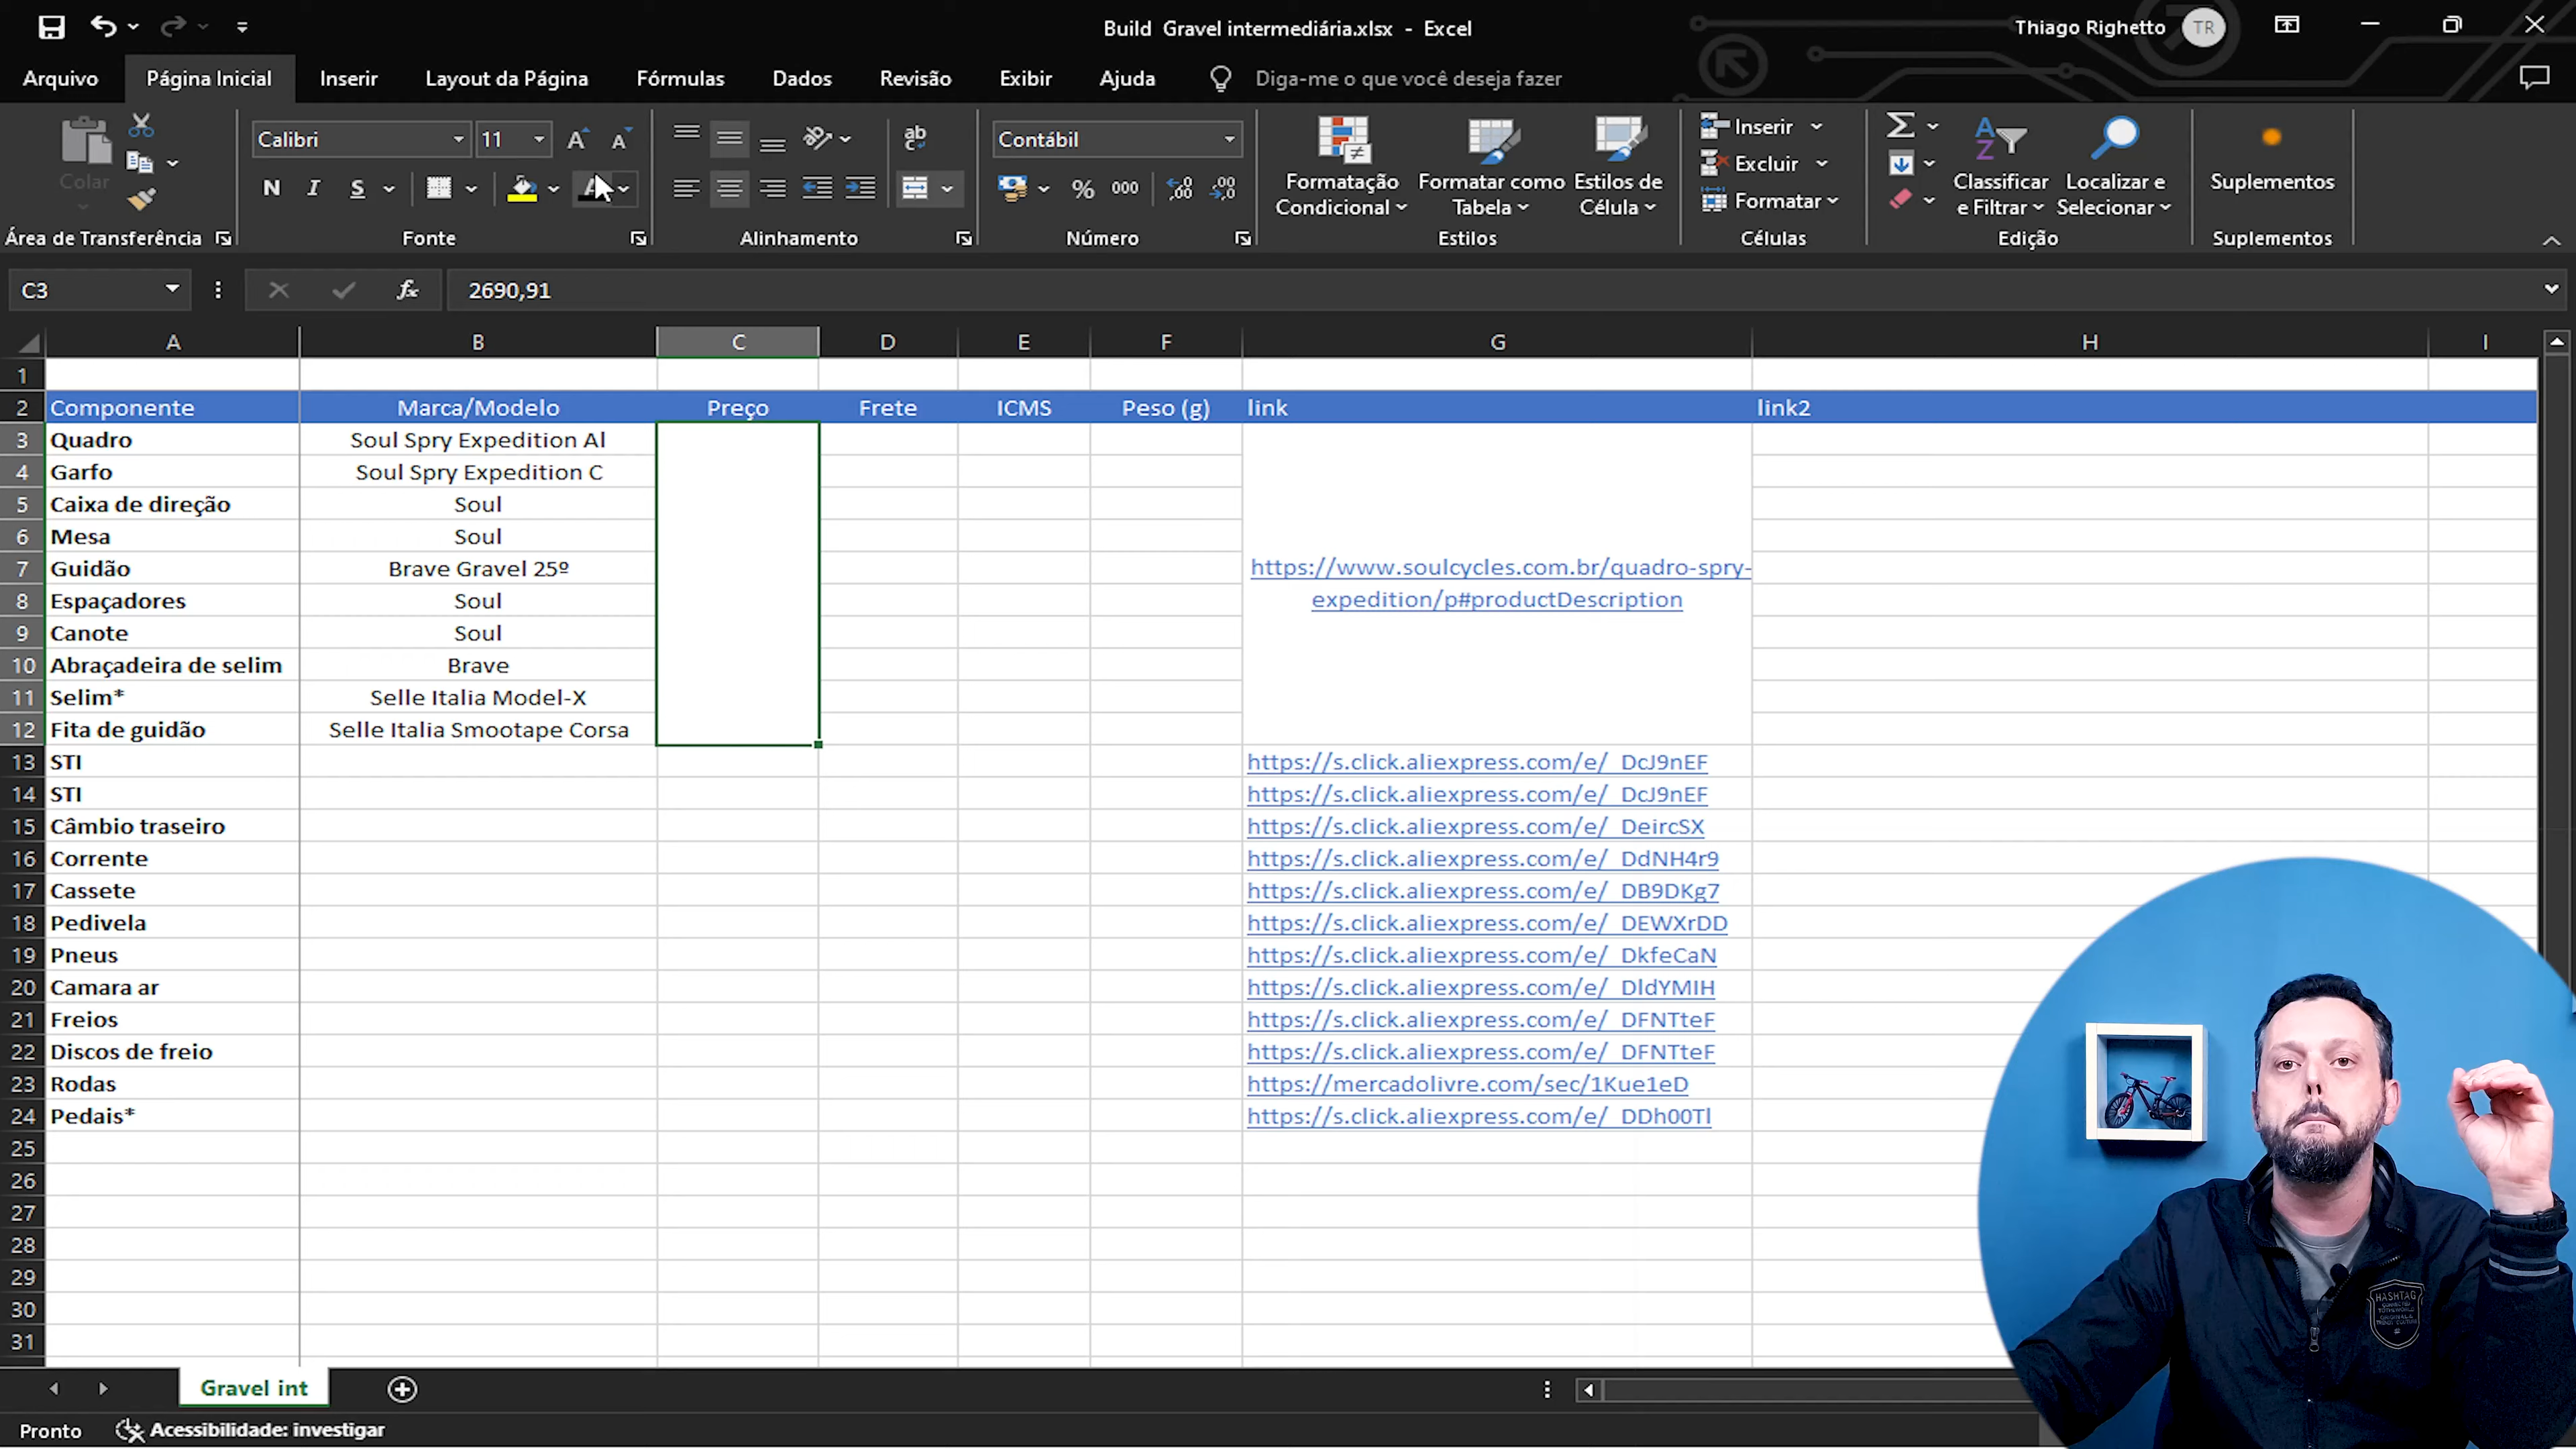 Build Gravel intermediária.xlsx - Excel
Thiago Righetto TR
Arquivo Página Inicial Inserir Layout da Página Fórmulas Dados Revisão Exibir Ajuda Diga-me o que você deseja fazer
Colar
Calibri 11
N I S
ab
c
Contábil
% 000
Formatação Condicional
Formatar como Tabela
Estilos de Célula
Inserir
Excluir
Formatar
Classificar e Filtrar
Localizar e Selecionar
Suplementos
Área de Transferência Fonte Alinhamento Número Estilos Células Edição Suplementos
C3 fx 2690,91
A B C D E F G H I
1
2 Componente Marca/Modelo Preço Frete ICMS Peso (g) link link2
3 Quadro Soul Spry Expedition Al
4 Garfo Soul Spry Expedition C
5 Caixa de direção Soul
6 Mesa Soul
7 Guidão Brave Gravel 25º https://www.soulcycles.com.br/quadro-spry-
8 Espaçadores Soul expedition/p#productDescription
9 Canote Soul
10 Abraçadeira de selim Brave
11 Selim* Selle Italia Model-X
12 Fita de guidão Selle Italia Smootape Corsa
13 STI https://s.click.aliexpress.com/e/_DcJ9nEF
14 STI https://s.click.aliexpress.com/e/_DcJ9nEF
15 Câmbio traseiro https://s.click.aliexpress.com/e/_DeircSX
16 Corrente https://s.click.aliexpress.com/e/_DdNH4r9
17 Cassete https://s.click.aliexpress.com/e/_DB9DKg7
18 Pedivela https://s.click.aliexpress.com/e/_DEWXrDD
19 Pneus https://s.click.aliexpress.com/e/_DkfeCaN
20 Camara ar https://s.click.aliexpress.com/e/_DldYMIH
21 Freios https://s.click.aliexpress.com/e/_DFNTteF
22 Discos de freio https://s.click.aliexpress.com/e/_DFNTteF
23 Rodas https://mercadolivre.com/sec/1Kue1eD
24 Pedais* https://s.click.aliexpress.com/e/_DDh00Tl
25
26
27
28
29
30
31
HASHTAG
Gravel int
Pronto Acessibilidade: investigar